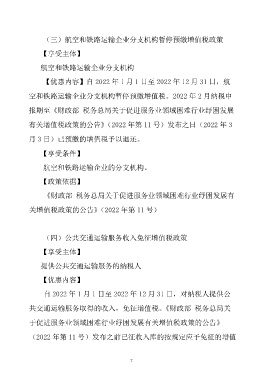 （三）航空和铁路运输企业分支机构暂停预缴增值税政策
【享受主体】
航空和铁路运输企业分支机构
【优惠内容】自 2022 年 1 月 1 日至 2022 年 12 月 31 日，航
空和铁路运输企业分支机构暂停预缴增值税。2022 年 2 月纳税申
报期至《财政部 税务总局关于促进服务业领域困难行业纾困发展
有关增值税政策的公告》（2022 年第 11 号）发布之日（2022 年 3
月 3 日）已预缴的增值税予以退还。
【享受条件】
航空和铁路运输企业的分支机构。
【政策依据】
《财政部 税务总局关于促进服务业领域困难行业纾困发展有
关增值税政策的公告》（2022 年第 11 号）
（四）公共交通运输服务收入免征增值税政策
【享受主体】
提供公共交通运输服务的纳税人
【优惠内容】
自 2022 年 1 月 1 日至 2022 年 12 月 31 日，对纳税人提供公
共交通运输服务取得的收入，免征增值税。《财政部 税务总局关
于促进服务业领域困难行业纾困发展有关增值税政策的公告》
（2022 年第 11 号）发布之前已征收入库的按规定应予免征的增值
7